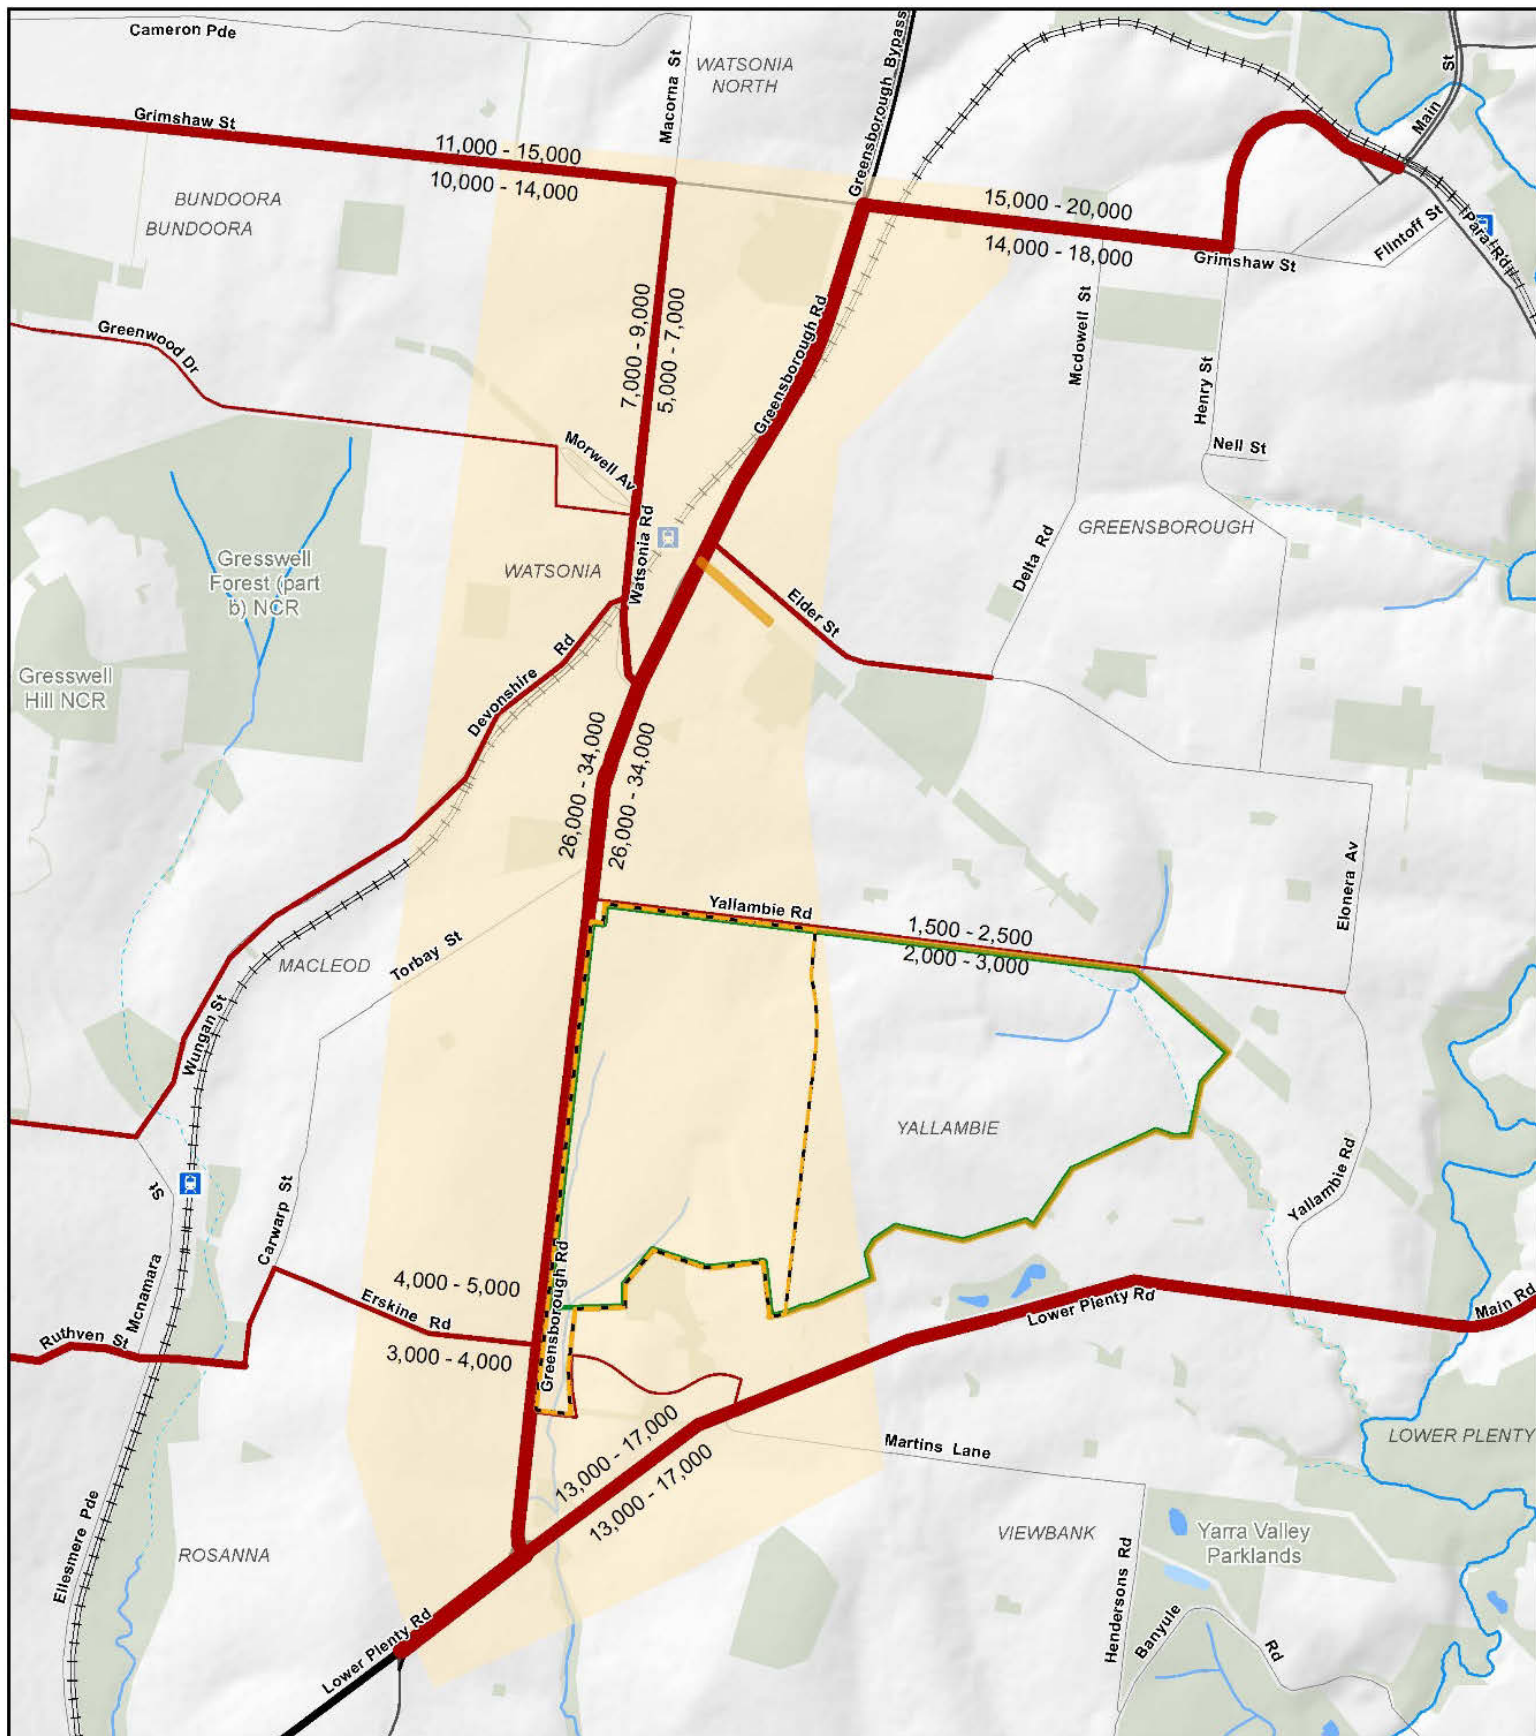 Cameron Pde
Macorna St
WATSONIA
NORTH
Greensborough Bypass
St
Main
Grimshaw St
11,000 - 15,000
10,000 - 14,000
BUNDOORA
BUNDOORA
15,000 - 20,000
14,000 - 18,000
Grimshaw St
Flintoff St
Para Rd
7,000 - 9,000
5,000 - 7,000
Greensborough Rd
Mcdowell St
Henry St
Nell St
Greenwood Dr
Morwell Av
Watsonia Rd
WATSONIA
GREENSBOROUGH
Delta Rd
Elder St
Gresswell
Forest (part
b) NCR
Gresswell
Hill NCR
Devonshire Rd
26,000 - 34,000
26,000 - 34,000
Elonera Av
Yallambie Rd
1,500 - 2,500
2,000 - 3,000
Torbay St
MACLEOD
Wungan St
YALLAMBIE
Yallambie Rd
St
Mcnamara
Carwarp St
Greensborough Rd
4,000 - 5,000
Erskine Rd
3,000 - 4,000
Ruthven St
Lower Plenty Rd
Main Rd
13,000 - 17,000
13,000 - 17,000
Martins Lane
LOWER PLENTY
Ellesmere Pde
ROSANNA
VIEWBANK
Yarra Valley
Parklands
Hendersons Rd
Banyule Rd
Lower Plenty Rd